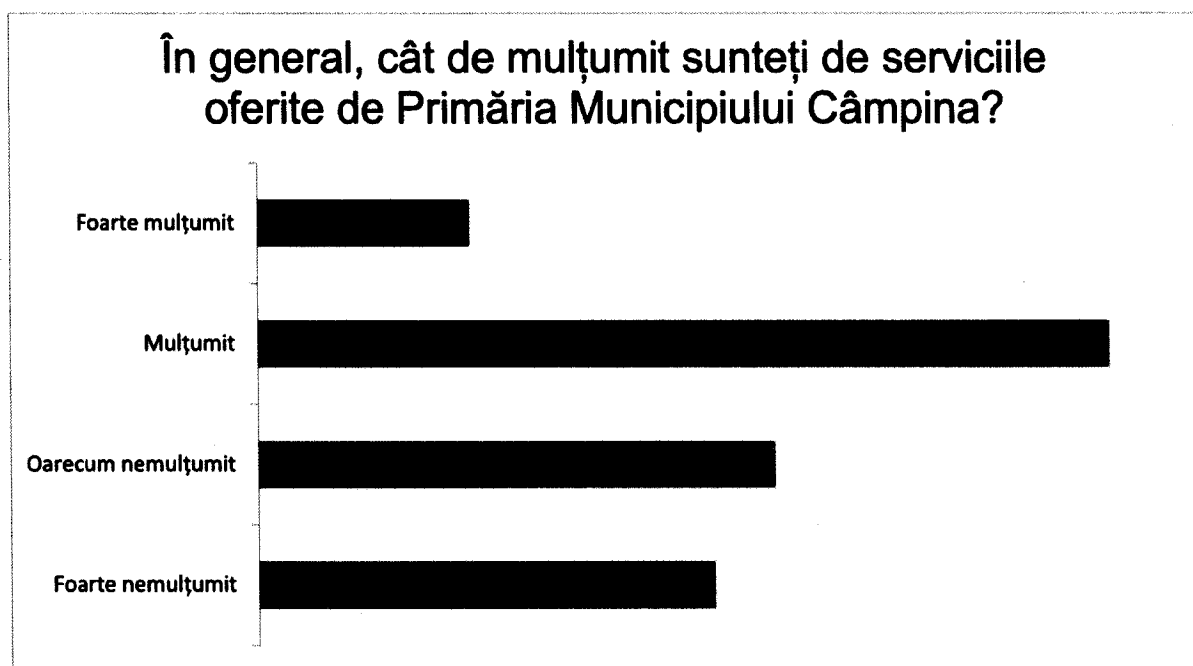 În general, cât de mulțumit sunteți de serviciile
oferite de Primăria Municipiului Câmpina?
Foarte mulțumit
Mulțumit
Oarecum nemulțumit
Foarte nemulțumit